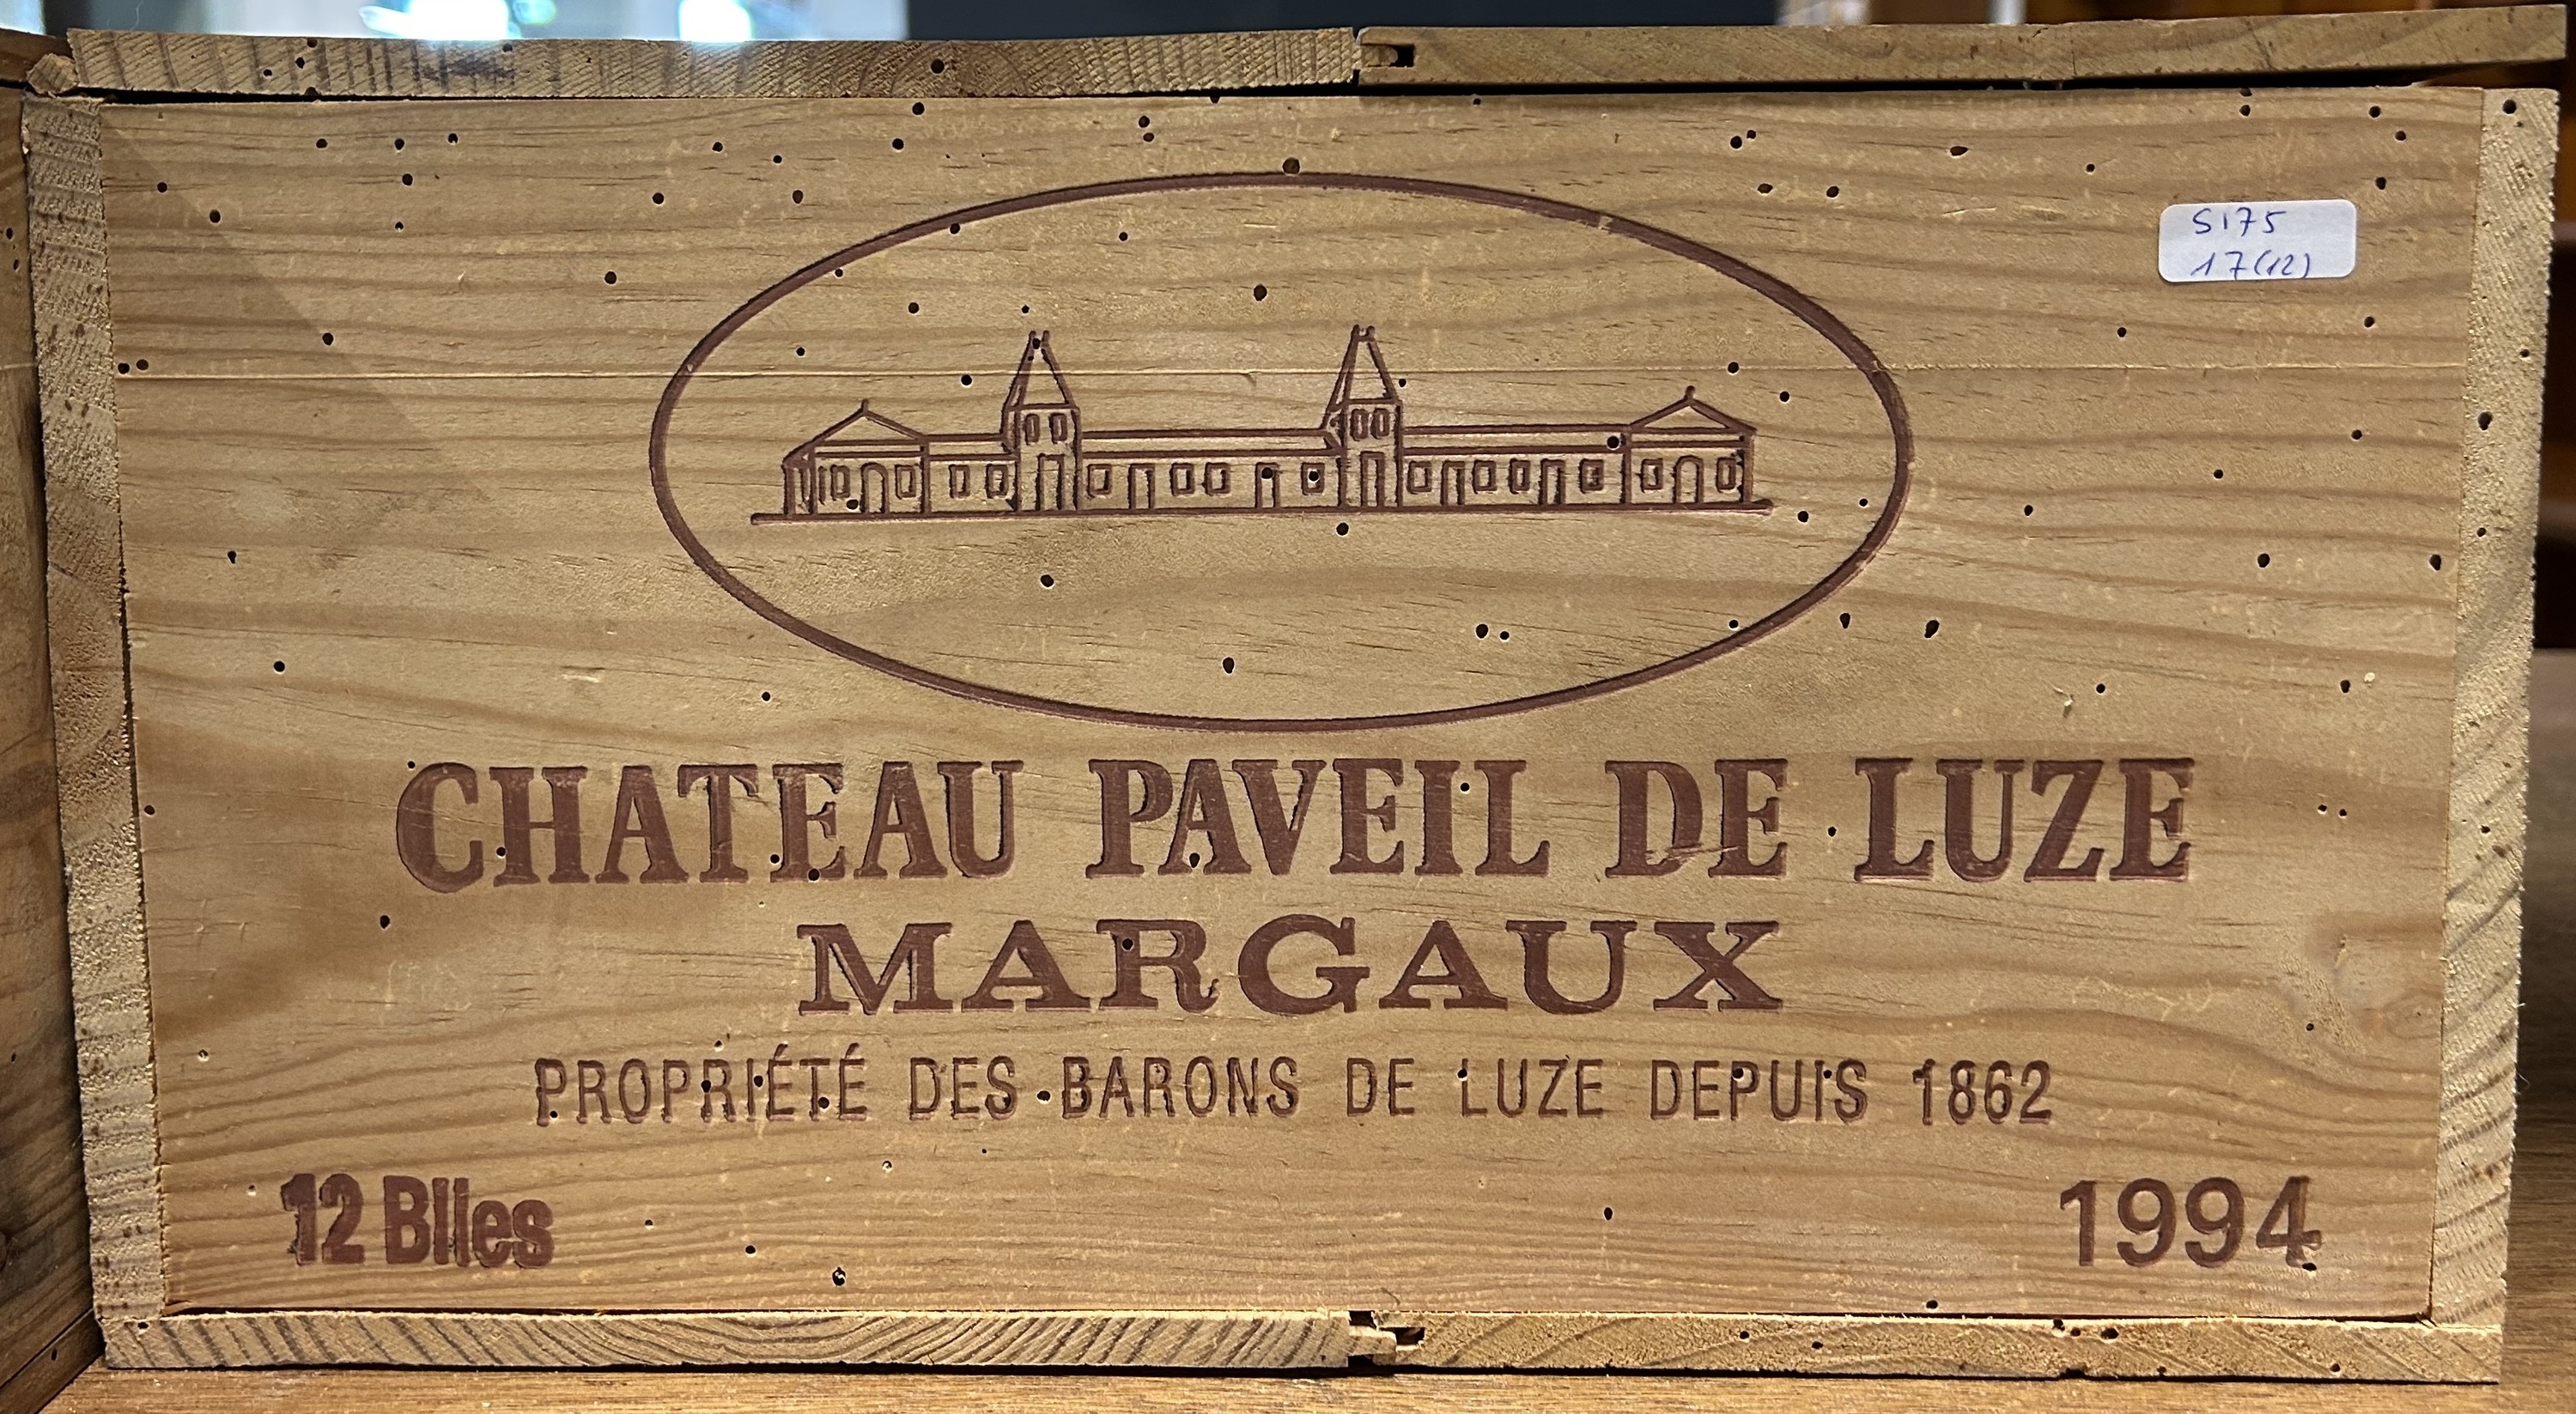 S175
17(12)
CHATEAU PAVEIL DE LUZE
MARGAUX
PROPRIÉTÉ DES BARONS DE LUZE DEPUIS 1862
12 Blles
1994